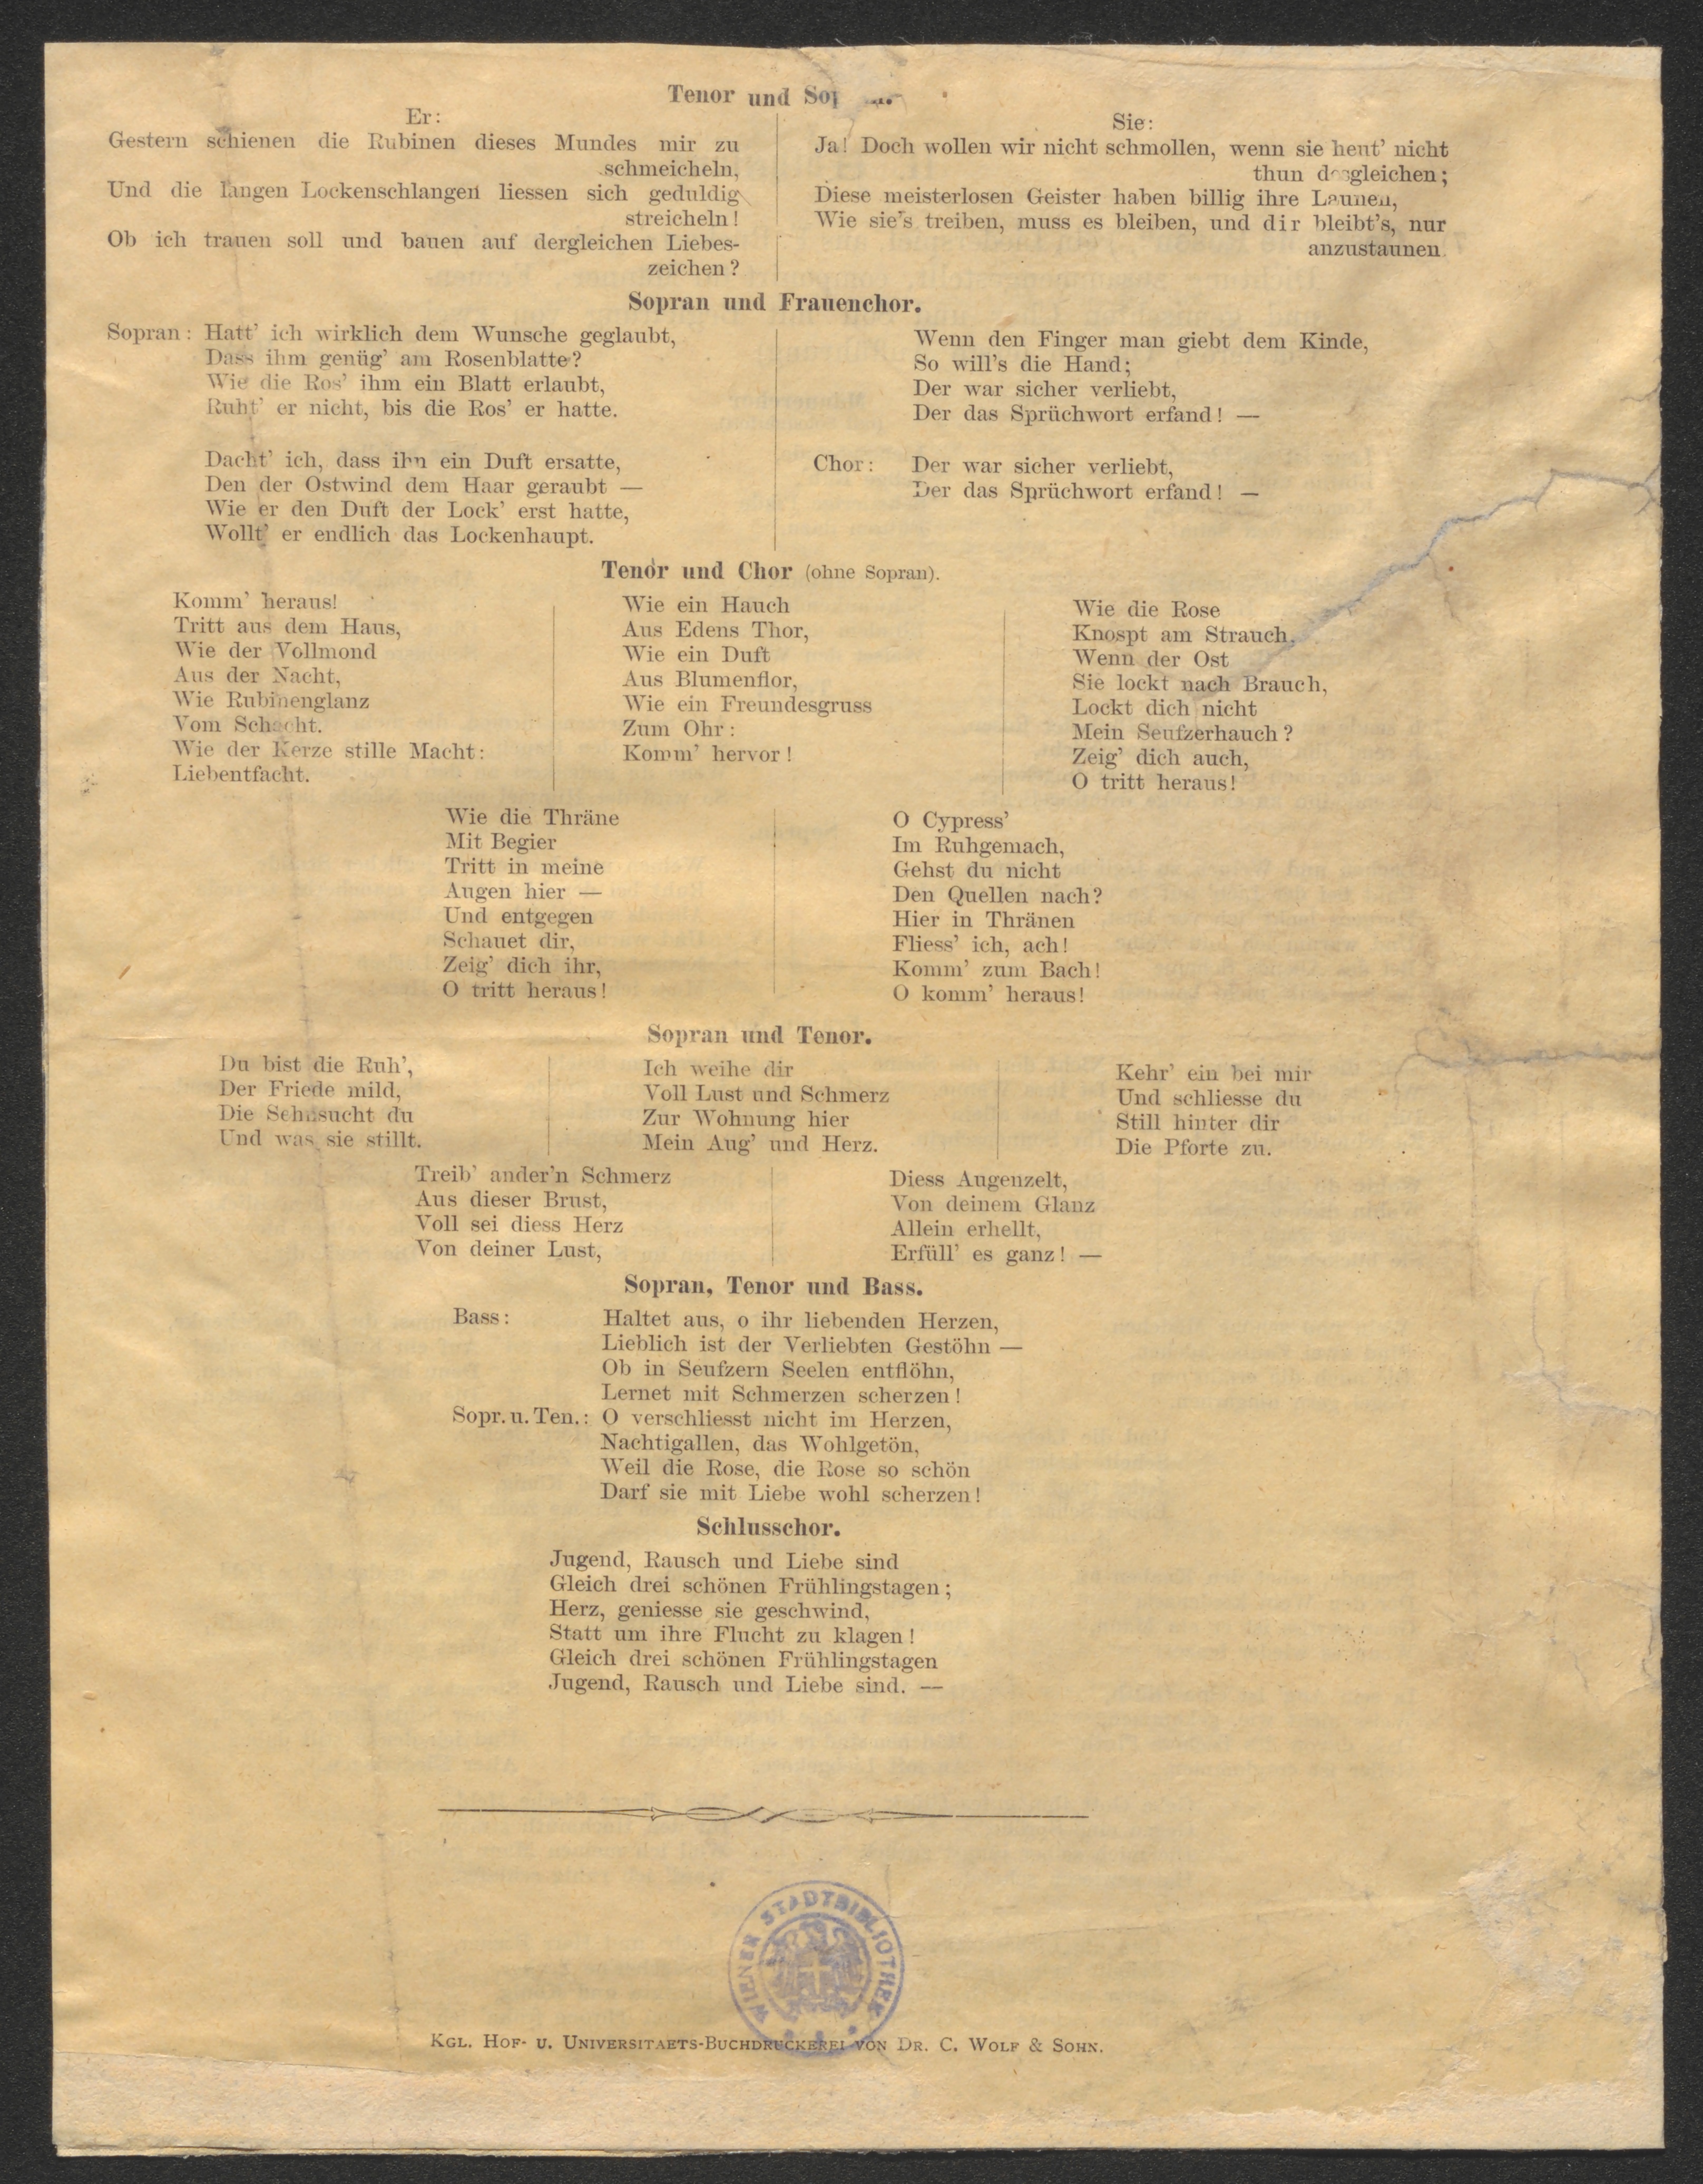 Tenor und
Er:
Gestern schienen die Rubinen dieses Mundes mir zu
schmeicheln,
Und die langen Lockenschlangen liessen sich geduldig
streicheln!
Ob ich trauen soll und bauen auf dergleichen Liebes-
zeichen?
Sie:
Ja! Doch wollen wir nicht schmollen, wenn sie heut' nicht
thun desgleichen;
Diese meisterlosen Geister haben billig ihre Launen,
Wie sie's treiben, muss es bleiben, und dir bleibt's, nur
anzustaunen.
Sopran und Frauenchor.
Sopran: Hatt' ich wirklich dem Wunsche geglaubt,
Dass ihm genüg' am Rosenblatte?
Wie die Ros' ihm ein Blatt erlaubt,
Ruht' er nicht, bis die Ros' er hatte.
Dacht' ich, dass ihn ein Duft ersatte,
Den der Ostwind dem Haar geraubt —
Wie er den Duft der Lock' erst hatte,
Wollt' er endlich das Lockenhaupt.
Wenn den Finger man giebt dem Kinde,
So will's die Hand;
Der war sicher verliebt,
Der das Sprüchwort erfand! —
Chor: Der war sicher verliebt,
Der das Sprüchwort erfand! —
Tenor und Chor (ohne Sopran).
Komm' heraus!
Tritt aus dem Haus,
Wie der Vollmond
Aus der Nacht,
Wie Rubinenglanz
Vom Schacht.
Wie der Kerze stille Macht:
Liebentfacht.
Wie ein Hauch
Aus Edens Thor,
Wie ein Duft
Aus Blumenflor,
Wie ein Freundesgruss
Zum Ohr:
Komm' hervor!
Wie die Rose
Knospt am Strauch,
Wenn der Ost
Sie lockt nach Brauch,
Lockt dich nicht
Mein Seufzerhauch?
Zeig' dich auch,
O tritt heraus!
Wie die Thräne
Mit Begier
Tritt in meine
Augen hier —
Und entgegen
Schauet dir,
Zeig' dich ihr,
O tritt heraus!
O Cypress'
Im Ruhgemach,
Gehst du nicht
Den Quellen nach?
Hier in Thränen
Fliess' ich, ach!
Komm' zum Bach!
O komm' heraus!
Sopran und Tenor.
Du bist die Ruh',
Der Friede mild,
Die Sehnsucht du
Und was sie stillt.
Ich weihe dir
Voll Lust und Schmerz
Zur Wohnung hier
Mein Aug' und Herz.
Kehr' ein bei mir
Und schliesse du
Still hinter dir
Die Pforte zu.
Treib' ander'n Schmerz
Aus dieser Brust,
Voll sei diess Herz
Von deiner Lust,
Diess Augenzelt,
Von deinem Glanz
Allein erhellt,
Erfüll' es ganz! —
Sopran, Tenor und Bass.
Bass: Haltet aus, o ihr liebenden Herzen,
Lieblich ist der Verliebten Gestöhn —
Ob in Seufzern Seelen entflöhn,
Lernet mit Schmerzen scherzen!
Sopr. u. Ten.: O verschliesst nicht im Herzen,
Nachtigallen, das Wohlgetön,
Weil die Rose, die Rose so schön
Darf sie mit Liebe wohl scherzen!
Schlusschor.
Jugend, Rausch und Liebe sind
Gleich drei schönen Frühlingstagen;
Herz, geniesse sie geschwind,
Statt um ihre Flucht zu klagen!
Gleich drei schönen Frühlingstagen
Jugend, Rausch und Liebe sind. —
WIENER STADTBIBLIOTHEK
KGL. HOF- U. UNIVERSITAETS-BUCHDRUCKEREI VON DR. C. WOLF & SOHN.